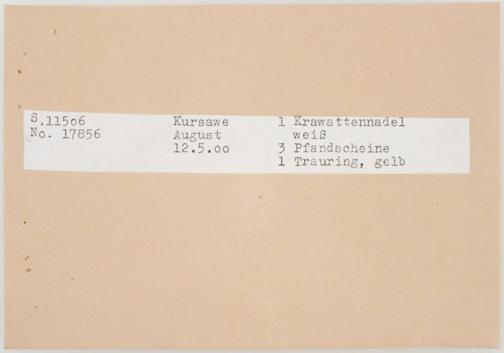 S.11506 Kursawe 1 Krawattennadel
No. 17856 August weiß
12.5.00 3 Pfandscheine
1 Trauring, gelb